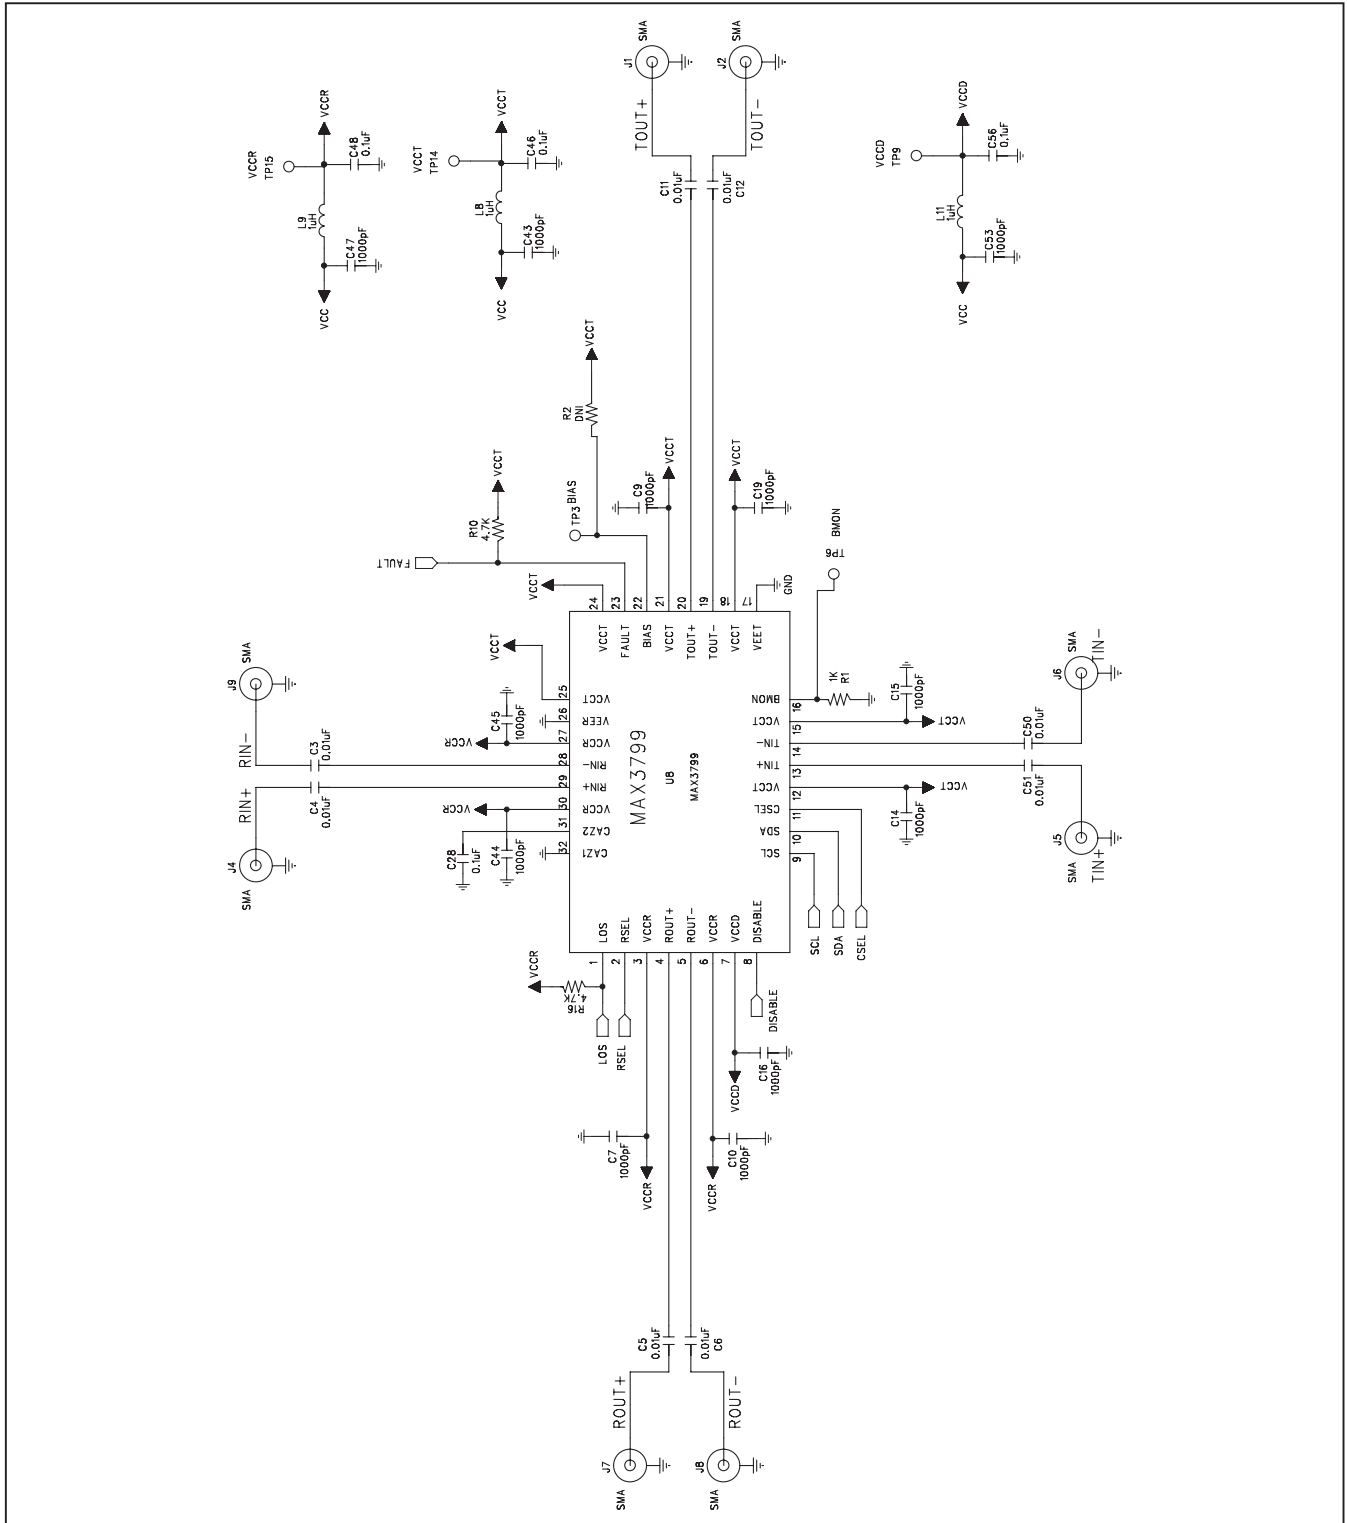 J1
SMA
J2
SMA
TOUT+
TOUT-
C11
0.01uF
0.01uF
C12
VCCR
TP15
VCCR
C48
0.1uF
L9
1uH
C47
1000pF
VCC
VCCT
TP14
VCCT
C46
0.1uF
L8
1uH
C43
1000pF
VCC
VCCD
TP9
VCCD
C56
0.1uF
L11
1uH
C53
1000pF
VCC
VCCT
R2
DNI
VCCT
R10
4.7K
TP3
BIAS
FAULT
VCCT
C9
1000pF
VCCT
VCCT
C19
1000pF
BMON
TP6
GND
24
23
22
21
20
19
18
17
VCCT
FAULT
BIAS
VCCT
TOUT+
TOUT-
VCCT
VEET
J9
SMA
RIN-
C3
0.01uF
RIN+
C4
0.01uF
J4
SMA
VCCT
VCCR
C45
1000pF
VCCR
C28
0.1uF
C44
1000pF
25
26
27
28
29
30
31
32
VCCT
VEER
VCCR
RIN-
RIN+
VCCR
CAZ2
CAZ1
MAX3799
U8
MAX3799
BMON
VCCT
TIN-
TIN+
VCCT
CSEL
SDA
SCL
16
15
14
13
12
11
10
9
1K
R1
C15
1000pF
VCCT
C50
0.01uF
C51
0.01uF
VCCT
C14
1000pF
J6
SMA
TIN-
J5
SMA
TIN+
SCL
SDA
CSEL
LOS
RSEL
VCCR
ROUT+
ROUT-
VCCR
VCCD
DISABLE
1
2
3
4
5
6
7
8
VCCR
4.7K
R16
LOS
RSEL
DISABLE
VCCD
C16
1000pF
C7
1000pF
VCCR
C10
1000pF
VCCR
C5
0.01uF
0.01uF
C6
ROUT+
ROUT-
J7
SMA
J8
SMA